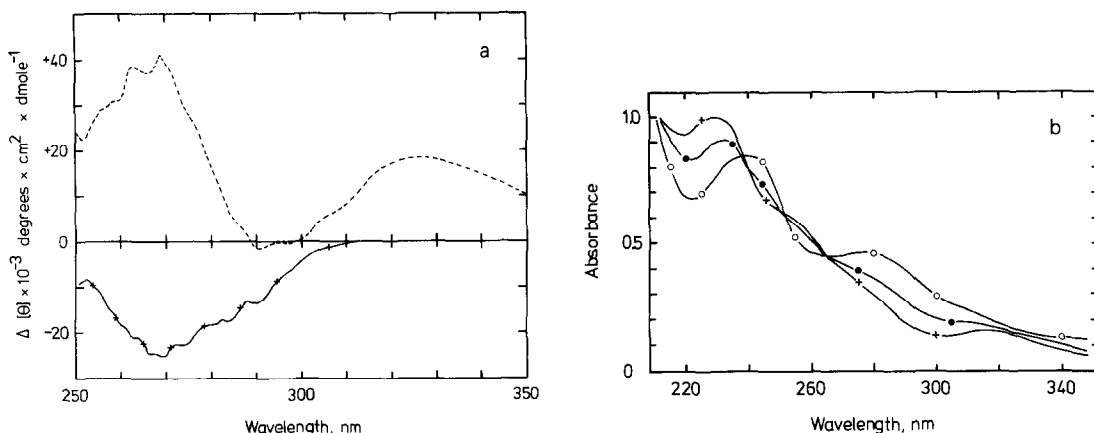 a
+40
+20
0
-20
Δ [θ] × 10⁻³ degrees × cm² × dmole⁻¹
250
300
350
Wavelength, nm
b
1.0
0.5
0
Absorbance
220
260
300
340
Wavelength, nm